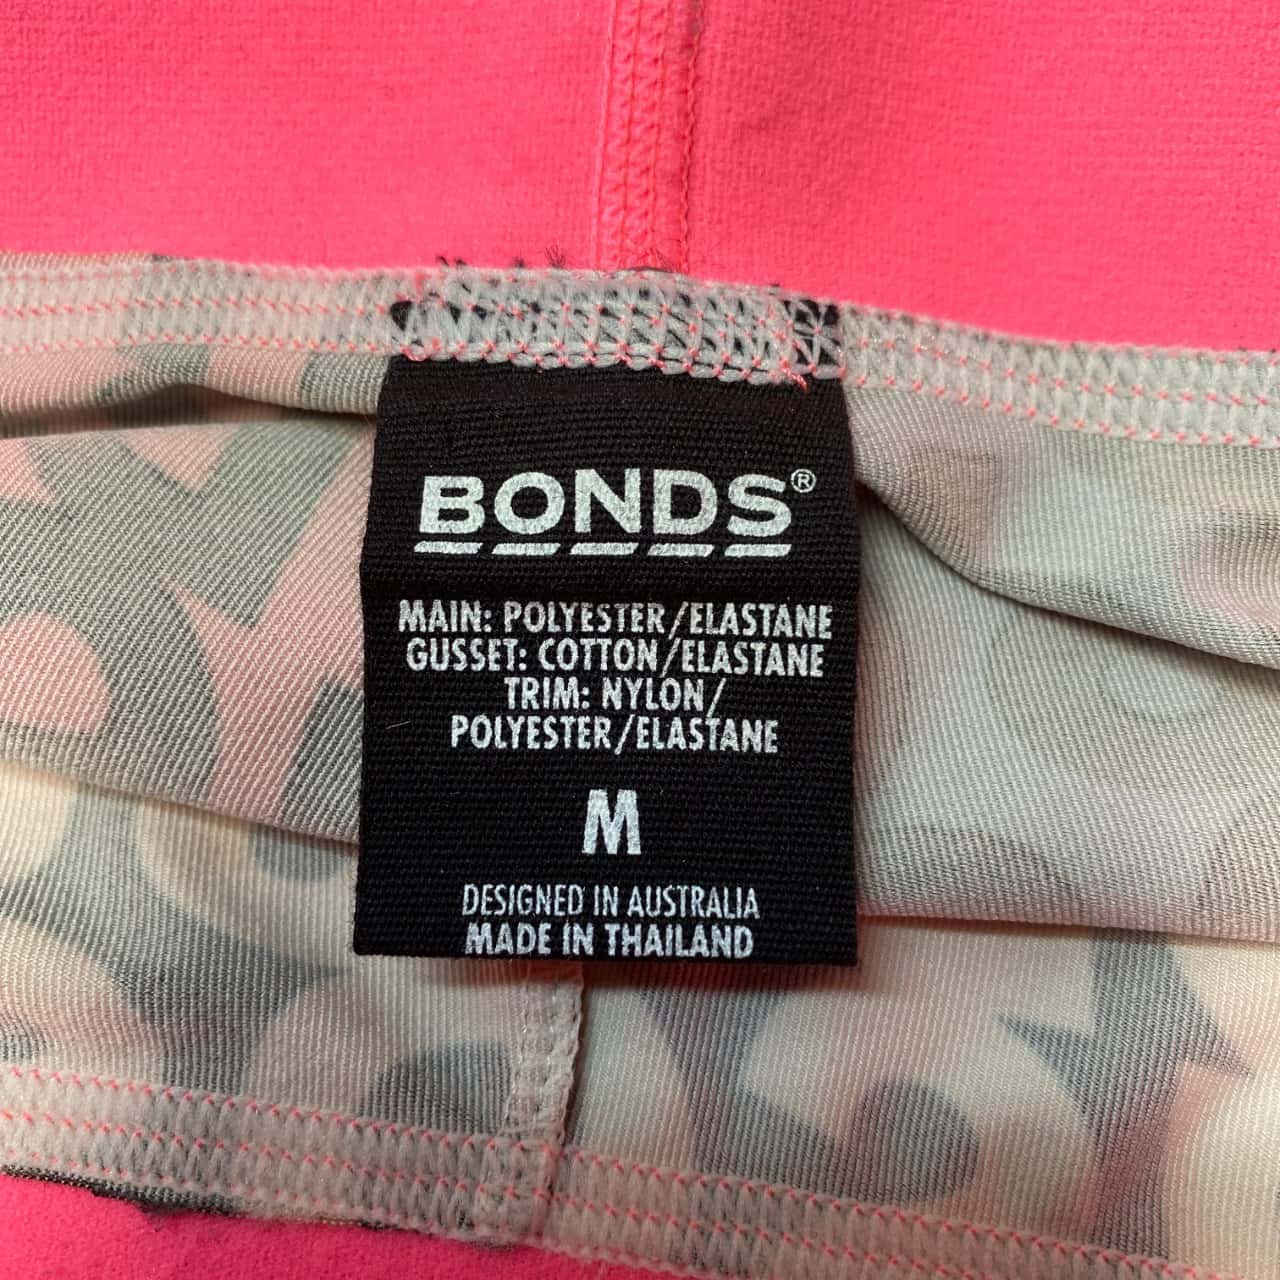 BONDS®
MAIN: POLYESTER/ELASTANE
GUSSET: COTTON/ELASTANE
TRIM: NYLON/
POLYESTER/ELASTANE
M
DESIGNED IN AUSTRALIA
MADE IN THAILAND